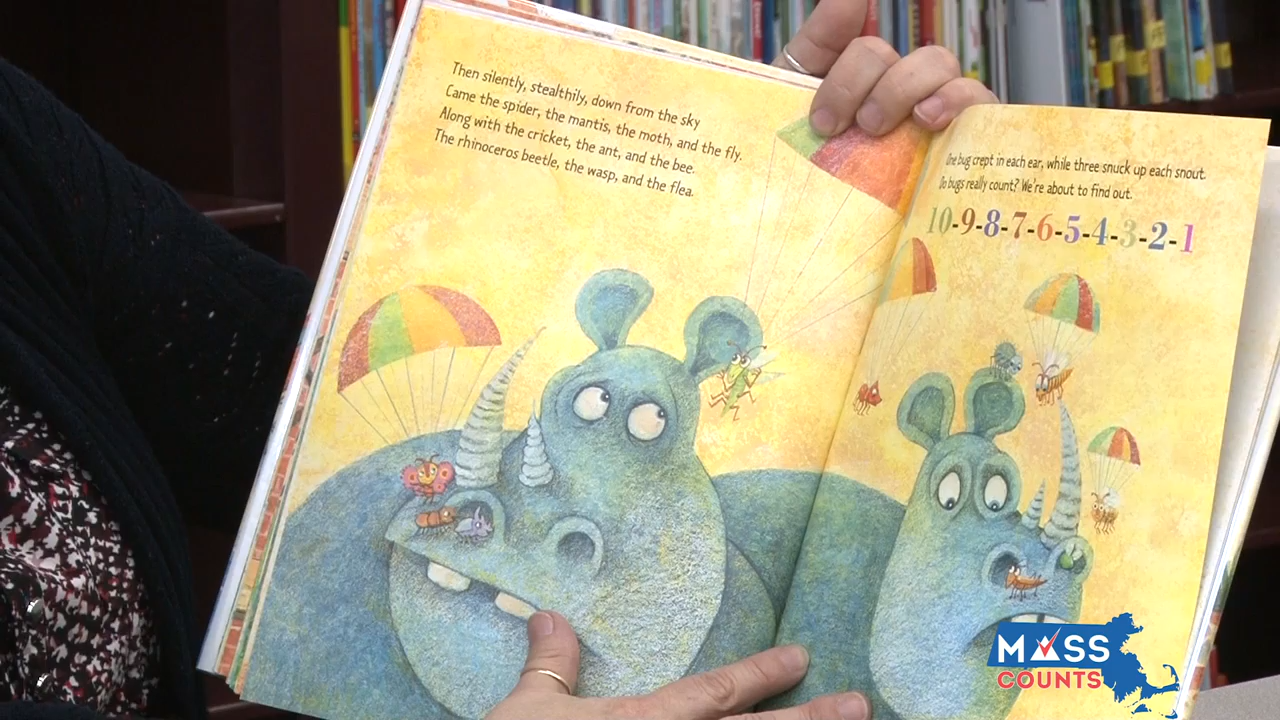 Then silently, stealthily, down from the sky
Came the spider, the mantis, the moth, and the fly.
Along with the cricket, the ant, and the bee.
The rhinoceros beetle, the wasp, and the flea.
One bug crept in each ear, while three snuck up each snout.
Do bugs really count? We're about to find out.
10-9-8-7-6-5-4-3-2-1
MASS
COUNTS